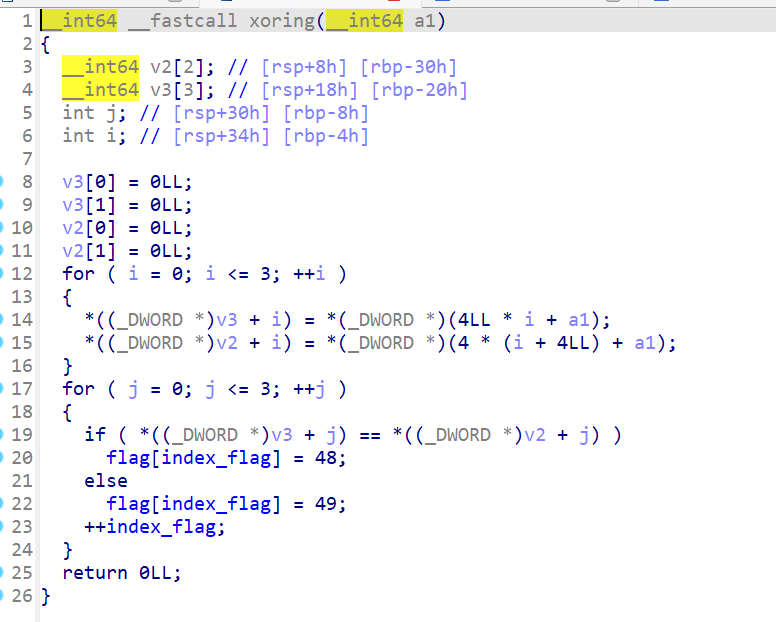 1 __int64 __fastcall xoring(__int64 a1)
2 {
3 __int64 v2[2]; // [rsp+8h] [rbp-30h]
4 __int64 v3[3]; // [rsp+18h] [rbp-20h]
5 int j; // [rsp+30h] [rbp-8h]
6 int i; // [rsp+34h] [rbp-4h]
7
8 v3[0] = 0LL;
9 v3[1] = 0LL;
10 v2[0] = 0LL;
11 v2[1] = 0LL;
12 for ( i = 0; i <= 3; ++i )
13 {
14 *((_DWORD *)v3 + i) = *(_DWORD *)(4LL * i + a1);
15 *((_DWORD *)v2 + i) = *(_DWORD *)(4 * (i + 4LL) + a1);
16 }
17 for ( j = 0; j <= 3; ++j )
18 {
19 if ( *((_DWORD *)v3 + j) == *((_DWORD *)v2 + j) )
20 flag[index_flag] = 48;
21 else
22 flag[index_flag] = 49;
23 ++index_flag;
24 }
25 return 0LL;
26 }